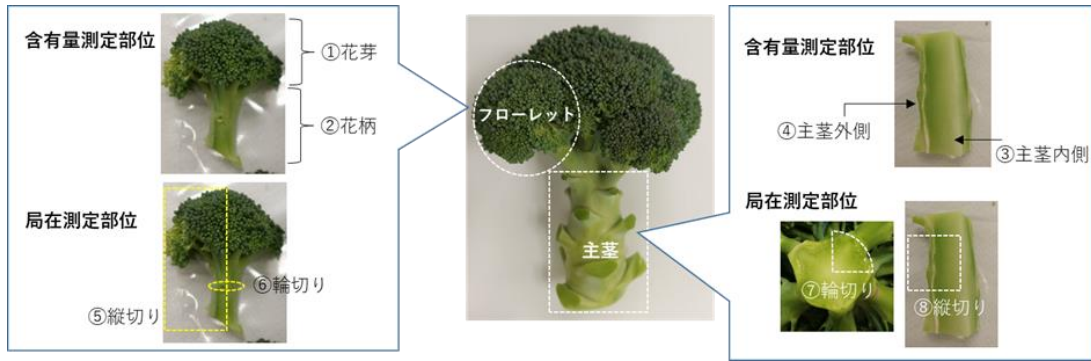 含有量測定部位
①花芽
②花柄
局在測定部位
⑥輪切り
⑤縦切り
フローレット
主茎
含有量測定部位
④主茎外側
③主茎内側
局在測定部位
⑦輪切り
⑧縦切り